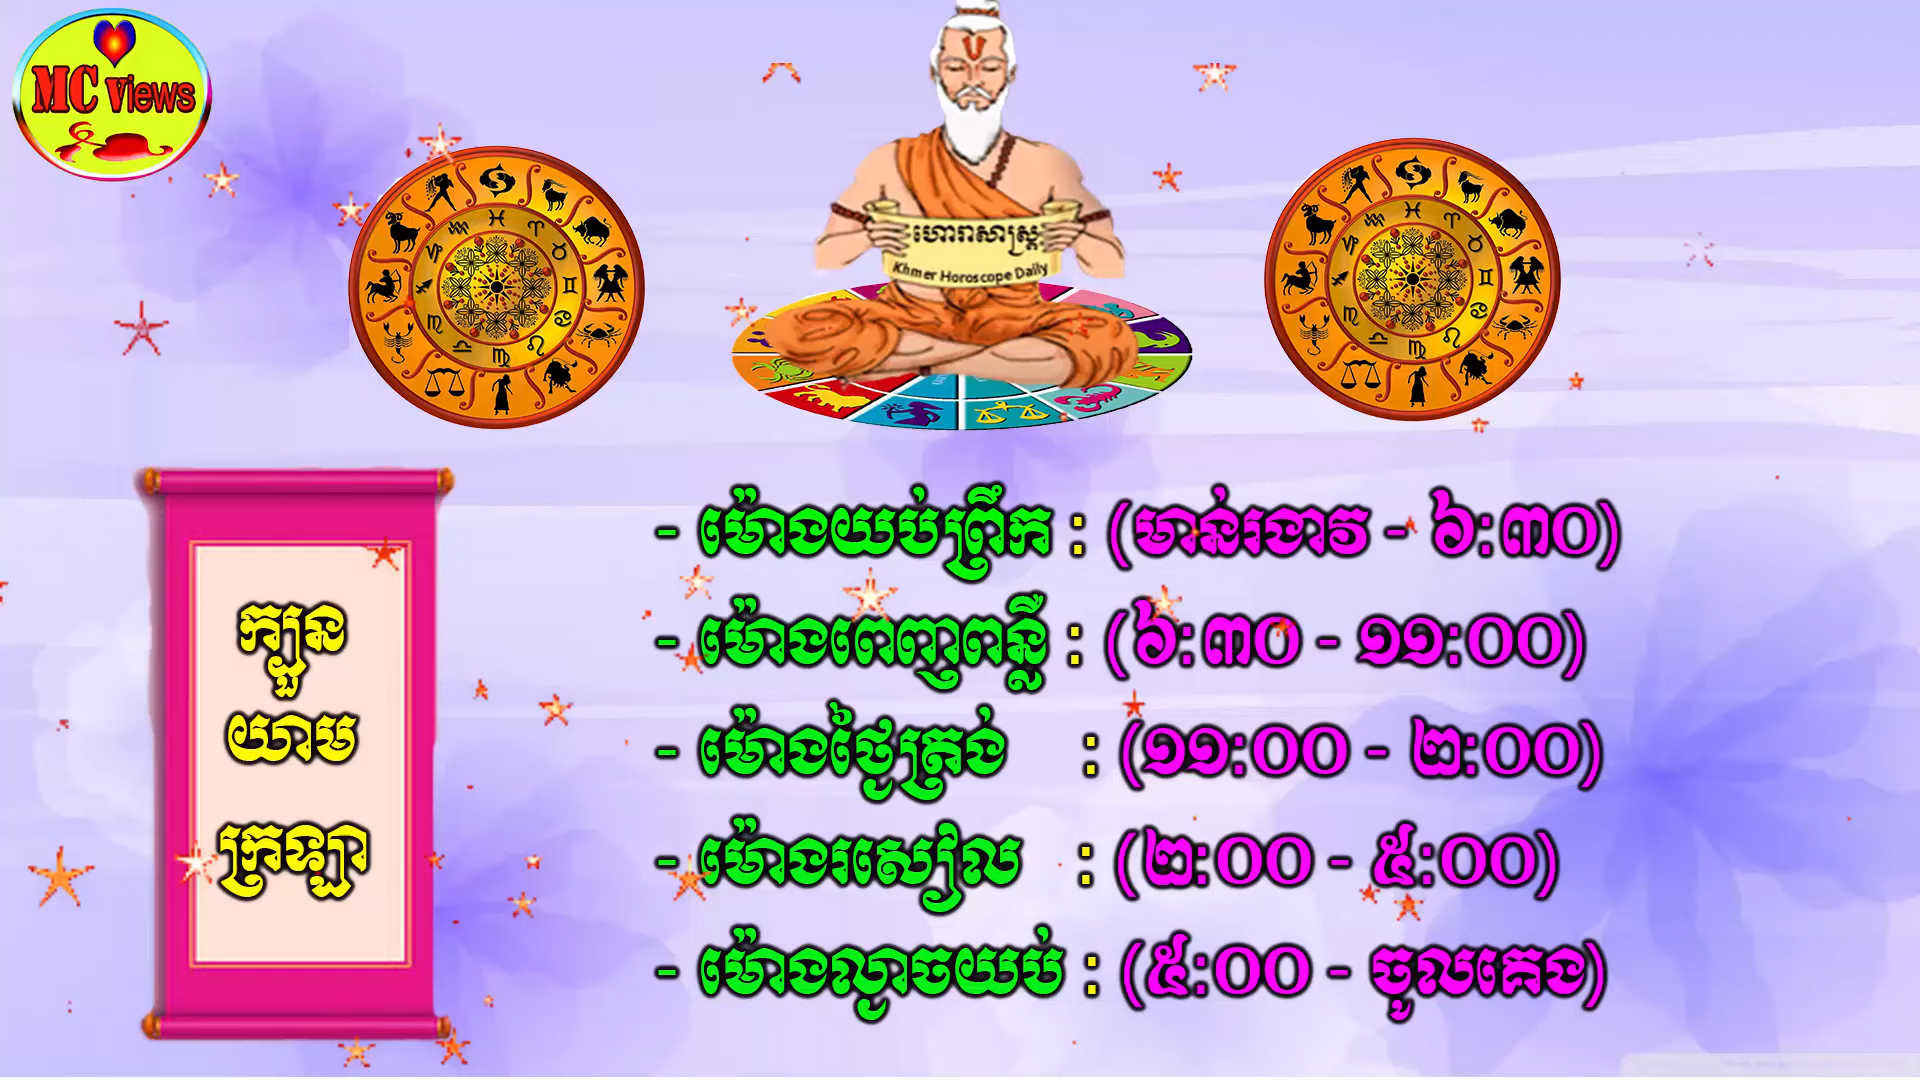 MC Views
ហោរាសាស្ត្រ
Khmer Horoscope Daily
ក្បួន
យាម
ក្រឡា
- ម៉ោងយប់ព្រឹក : (មាន់រងាវ - ៦:៣០)
- ម៉ោងពេញពន្លឺ : (៦:៣០ - ១១:០០)
- ម៉ោងថ្ងៃត្រង់ : (១១:០០ - ២:០០)
- ម៉ោងរសៀល : (២:០០ - ៥:០០)
- ម៉ោងល្ងាចយប់ : (៥:០០ - ចូលគេង)